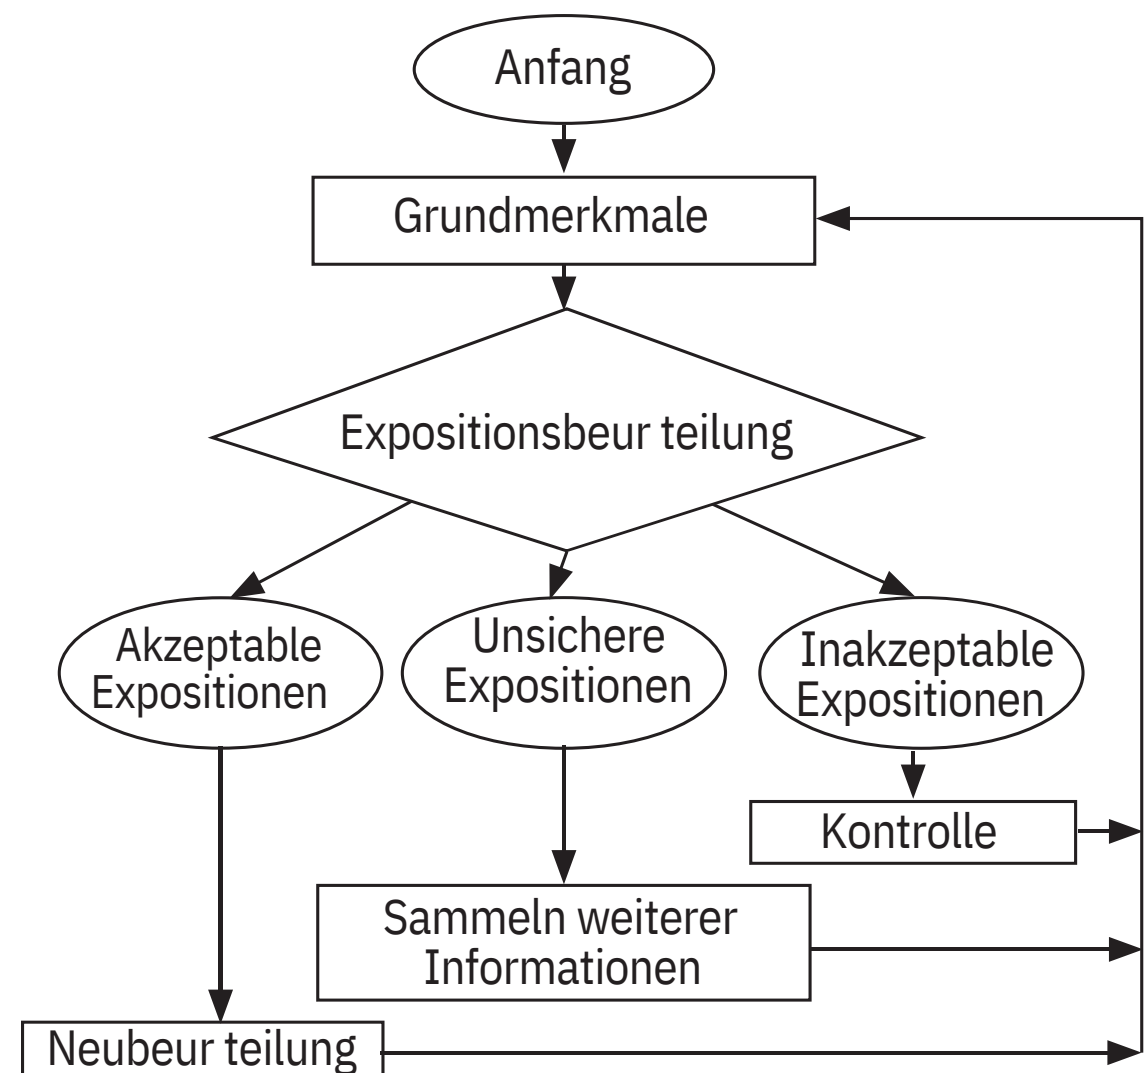 Anfang
Grundmerkmale
Expositionsbeur teilung
Akzeptable
Expositionen
Unsichere
Expositionen
Inakzeptable
Expositionen
Kontrolle
Sammeln weiterer
Informationen
Neubeur teilung